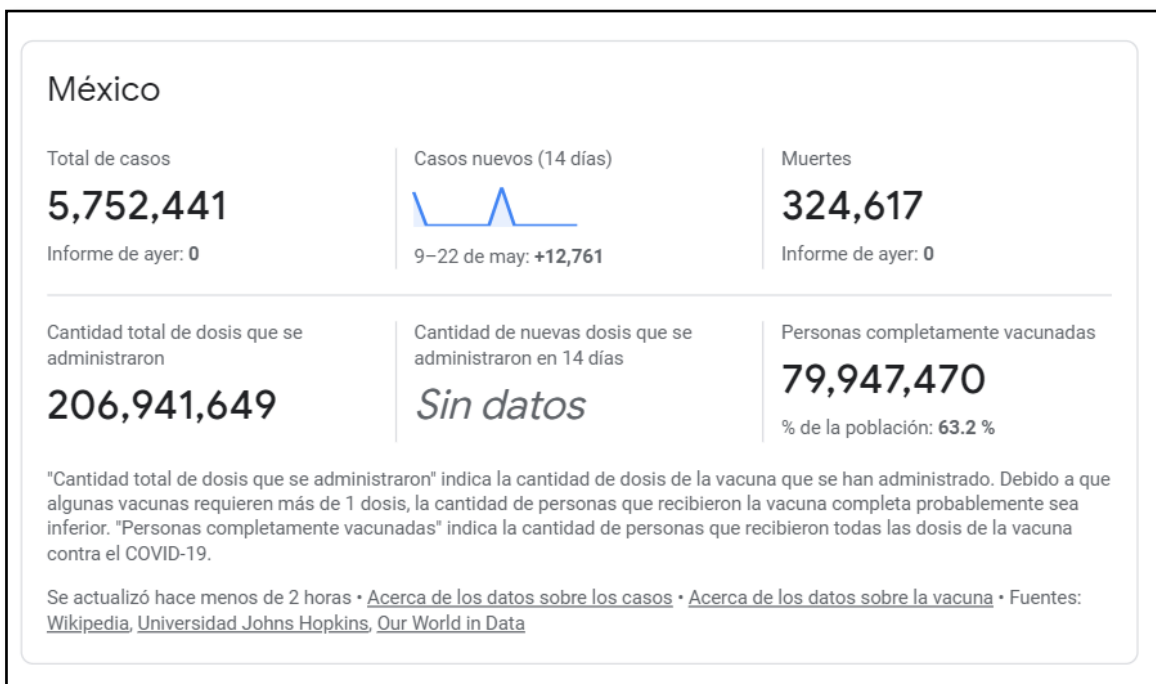 México
Total de casos
5,752,441
Informe de ayer: 0
Casos nuevos (14 días)
9–22 de may: +12,761
Muertes
324,617
Informe de ayer: 0
Cantidad total de dosis que se
administraron
206,941,649
Cantidad de nuevas dosis que se
administraron en 14 días
Sin datos
Personas completamente vacunadas
79,947,470
% de la población: 63.2 %
"Cantidad total de dosis que se administraron" indica la cantidad de dosis de la vacuna que se han administrado. Debido a que
algunas vacunas requieren más de 1 dosis, la cantidad de personas que recibieron la vacuna completa probablemente sea
inferior. "Personas completamente vacunadas" indica la cantidad de personas que recibieron todas las dosis de la vacuna
contra el COVID-19.
Se actualizó hace menos de 2 horas • Acerca de los datos sobre los casos • Acerca de los datos sobre la vacuna • Fuentes:
Wikipedia, Universidad Johns Hopkins, Our World in Data